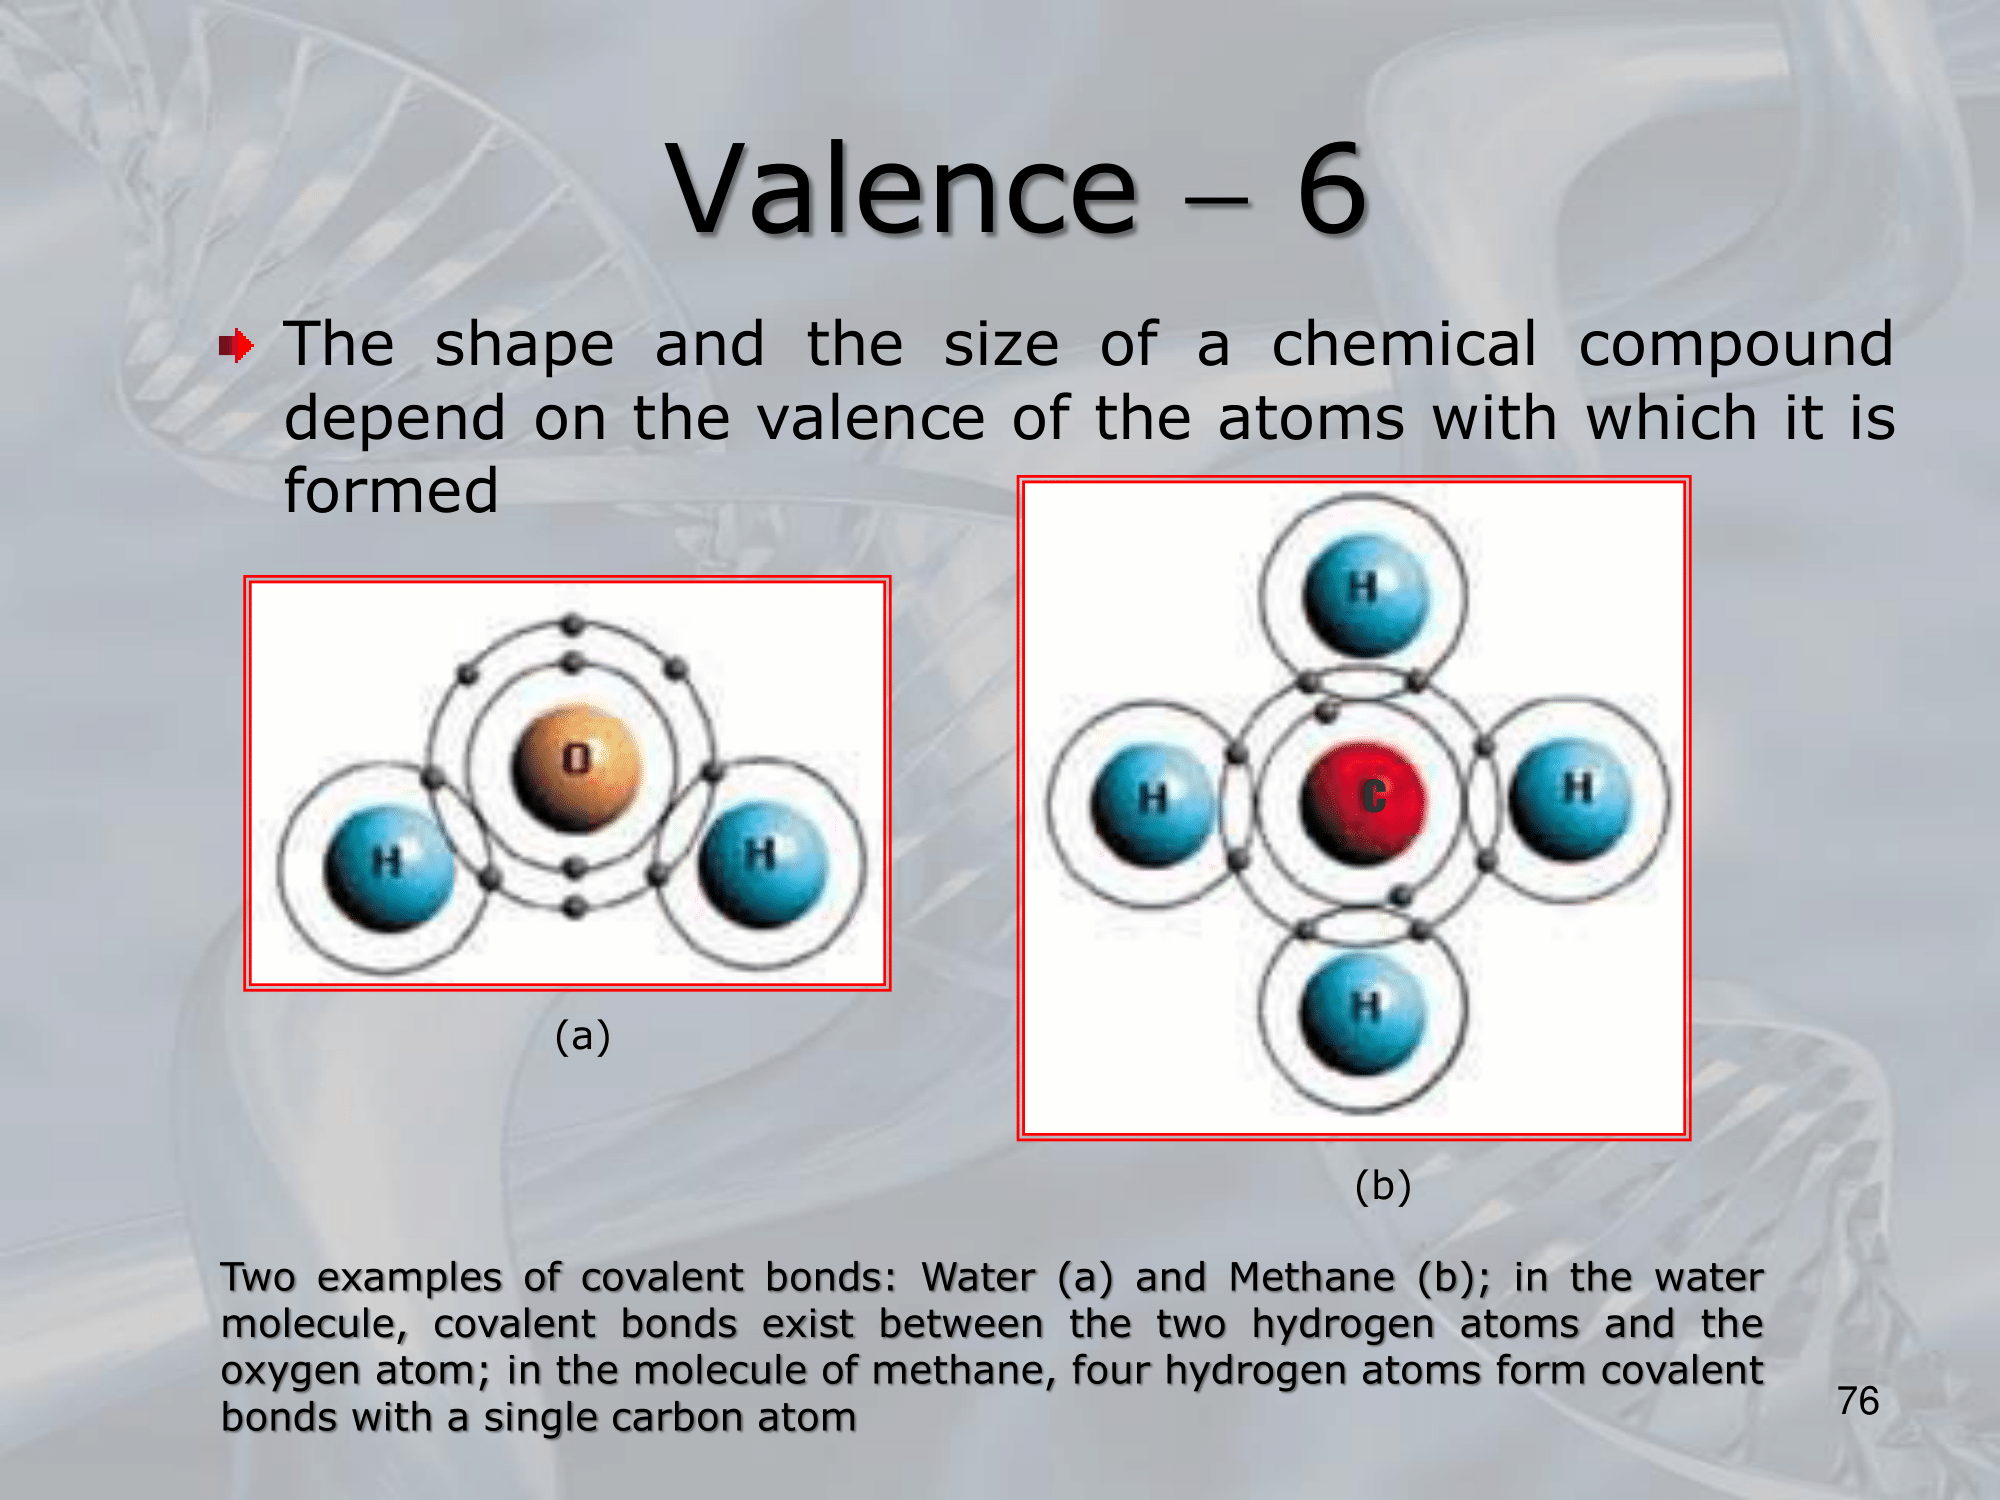 Valence – 6
The shape and the size of a chemical compound
depend on the valence of the atoms with which it is
formed
H
O
H
H
H
H
C
H
H
(a)
(b)
Two examples of covalent bonds: Water (a) and Methane (b); in the water
molecule, covalent bonds exist between the two hydrogen atoms and the
oxygen atom; in the molecule of methane, four hydrogen atoms form covalent
bonds with a single carbon atom
76